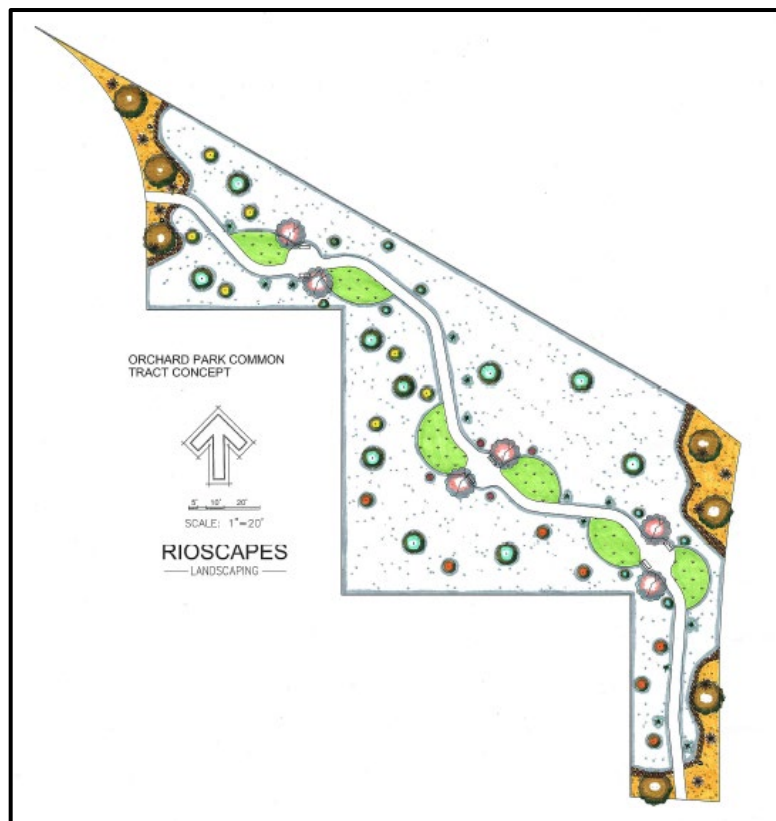 ORCHARD PARK COMMON
TRACT CONCEPT
5' 10' 20'
SCALE: 1"=20'
RIOSCAPES
LANDSCAPING